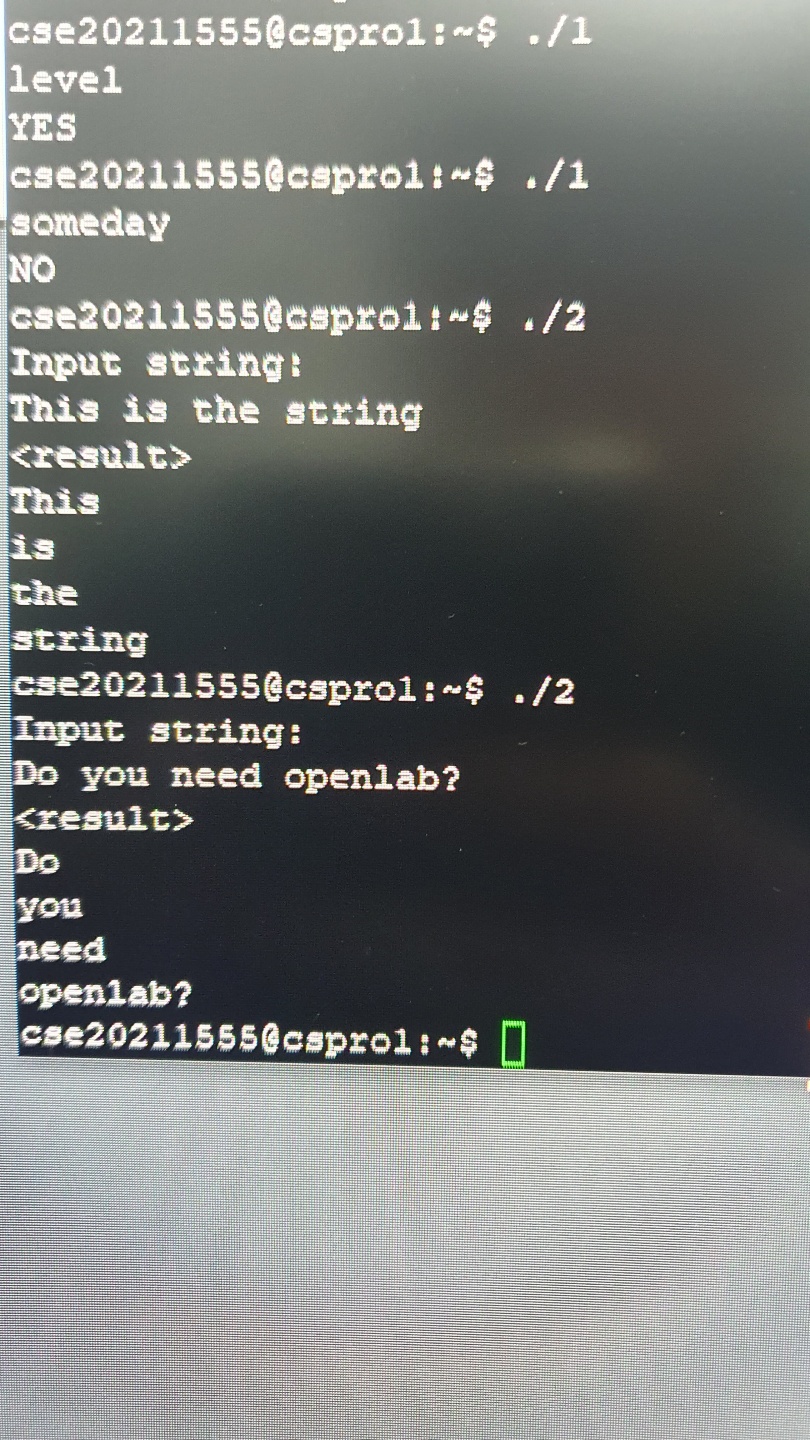 cse20211555@cspro1:~$ ./1
level
YES
cse20211555@cspro1:~$ ./1
someday
NO
cse20211555@cspro1:~$ ./2
Input string:
This is the string
<result>
This
is
the
string
cse20211555@cspro1:~$ ./2
Input string:
Do you need openlab?
<result>
Do
you
need
openlab?
cse20211555@cspro1:~$